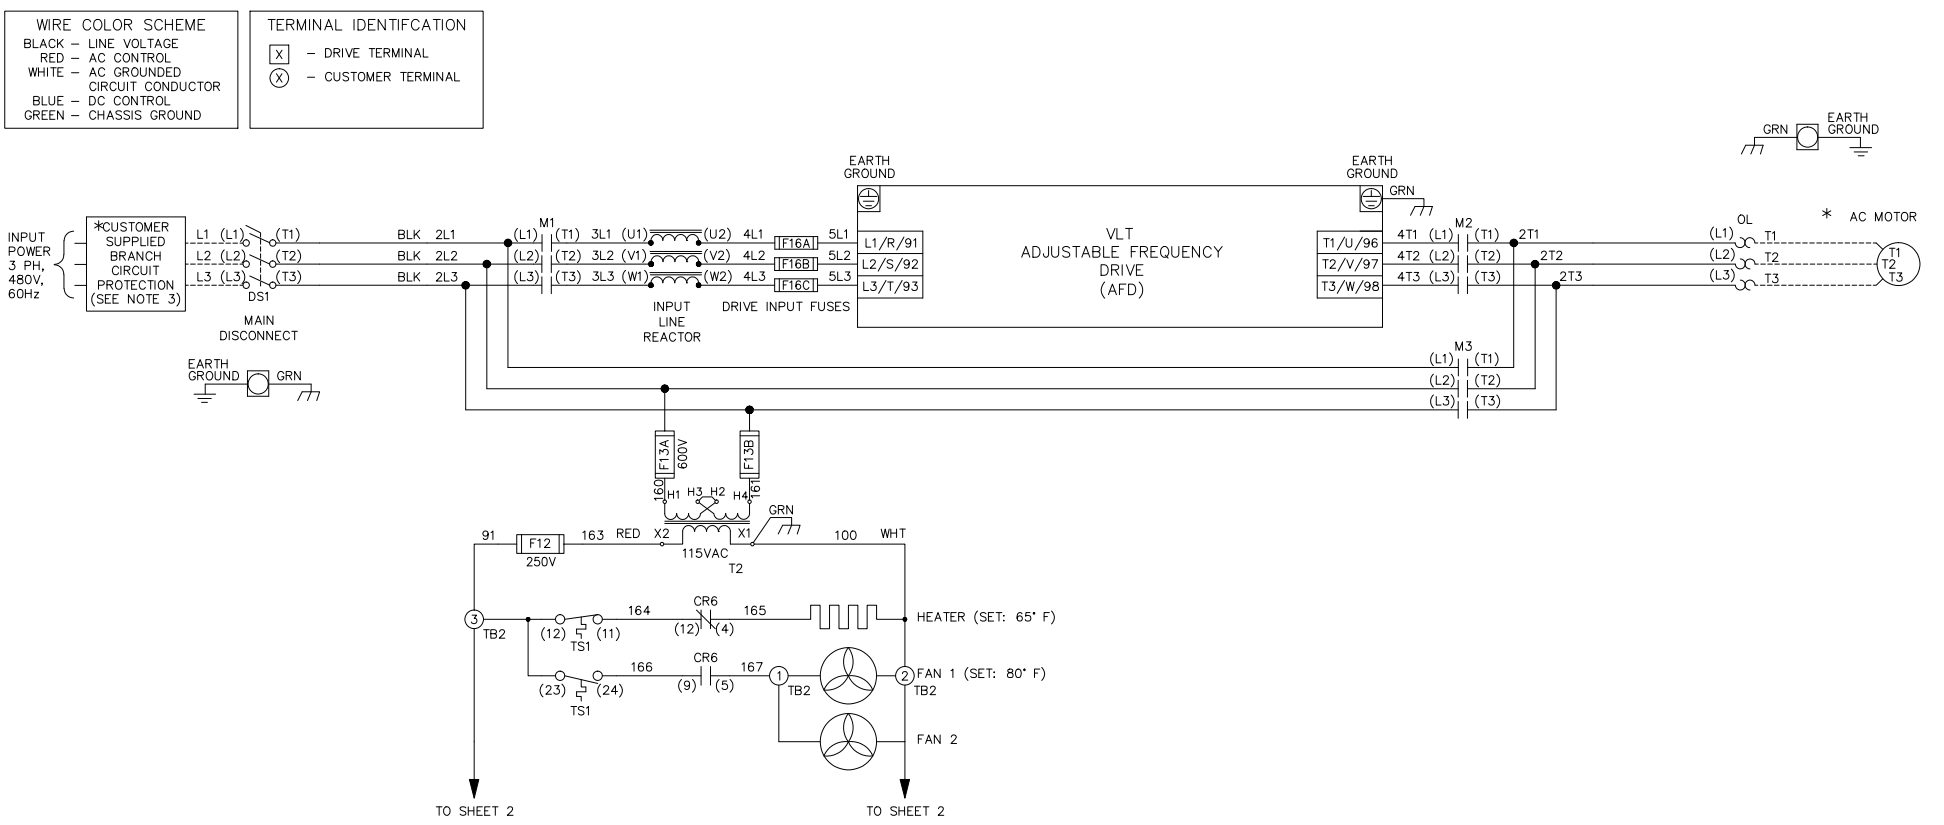 WIRE COLOR SCHEME
BLACK – LINE VOLTAGE
RED – AC CONTROL
WHITE – AC GROUNDED
CIRCUIT CONDUCTOR
BLUE – DC CONTROL
GREEN – CHASSIS GROUND
TERMINAL IDENTIFCATION
X – DRIVE TERMINAL
X – CUSTOMER TERMINAL
GRN
EARTH
GROUND
INPUT
POWER
3 PH,
480V,
60Hz
*CUSTOMER
SUPPLIED
BRANCH
CIRCUIT
PROTECTION
(SEE NOTE 3)
L1 (L1) (T1)
L2 (L2) (T2)
L3 (L3) (T3)
DS1
MAIN
DISCONNECT
EARTH
GROUND
GRN
BLK 2L1
BLK 2L2
BLK 2L3
M1
(L1) (T1) 3L1 (U1) (U2) 4L1 F16A 5L1
(L2) (T2) 3L2 (V1) (V2) 4L2 F16B 5L2
(L3) (T3) 3L3 (W1) (W2) 4L3 F16C 5L3
INPUT
LINE
REACTOR
DRIVE INPUT FUSES
EARTH
GROUND
L1/R/91
L2/S/92
L3/T/93
VLT
ADJUSTABLE FREQUENCY
DRIVE
(AFD)
EARTH
GROUND
GRN
T1/U/96
T2/V/97
T3/W/98
M2
4T1 (L1) (T1) 2T1
4T2 (L2) (T2) 2T2
4T3 (L3) (T3) 2T3
OL
(L1) T1
(L2) T2
(L3) T3
* AC MOTOR
T1
T2
T3
M3
(L1) (T1)
(L2) (T2)
(L3) (T3)
F13A
600V
F13B
160
161
H1 H3 H2 H4
GRN
91 F12 163 RED X2 X1 100 WHT
250V
115VAC
T2
3
TB2
(12) (11)
TS1
164
CR6
(12) (4)
165
HEATER (SET: 65° F)
(23) (24)
TS1
166
CR6
(9) (5)
167
1
TB2
2
TB2
FAN 1 (SET: 80° F)
FAN 2
TO SHEET 2
TO SHEET 2